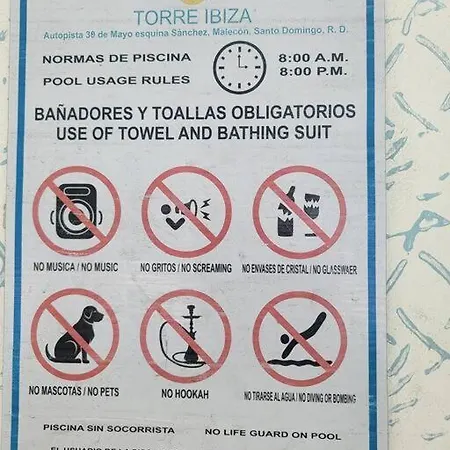 TORRE IBIZA
Autopista 30 de Mayo esquina Sánchez, Malecón, Santo Domingo, R. D.
NORMAS DE PISCINA
POOL USAGE RULES
8:00 A.M.
8:00 P.M.
BAÑADORES Y TOALLAS OBLIGATORIOS
USE OF TOWEL AND BATHING SUIT
NO MUSICA / NO MUSIC
NO GRITOS / NO SCREAMING
NO ENVASES DE CRISTAL / NO GLASSWAER
NO MASCOTAS / NO PETS
NO HOOKAH
NO TIRARSE AL AGUA / NO DIVING OR BOMBING
PISCINA SIN SOCORRISTA
NO LIFE GUARD ON POOL